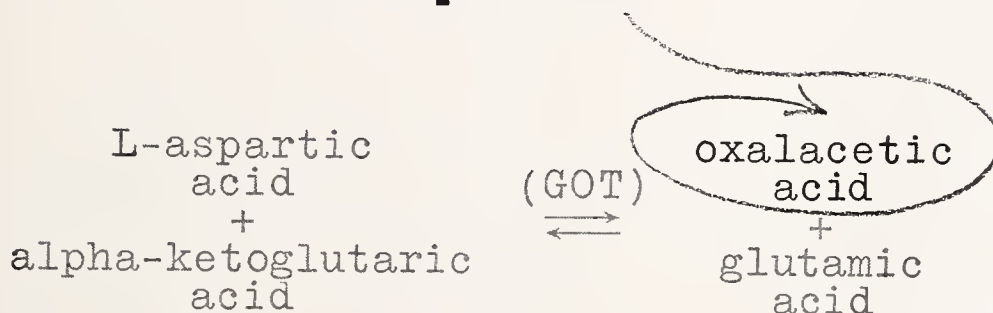 L-aspartic
acid
+
alpha-ketoglutaric
acid
(GOT)
oxalacetic
acid
+
glutamic
acid